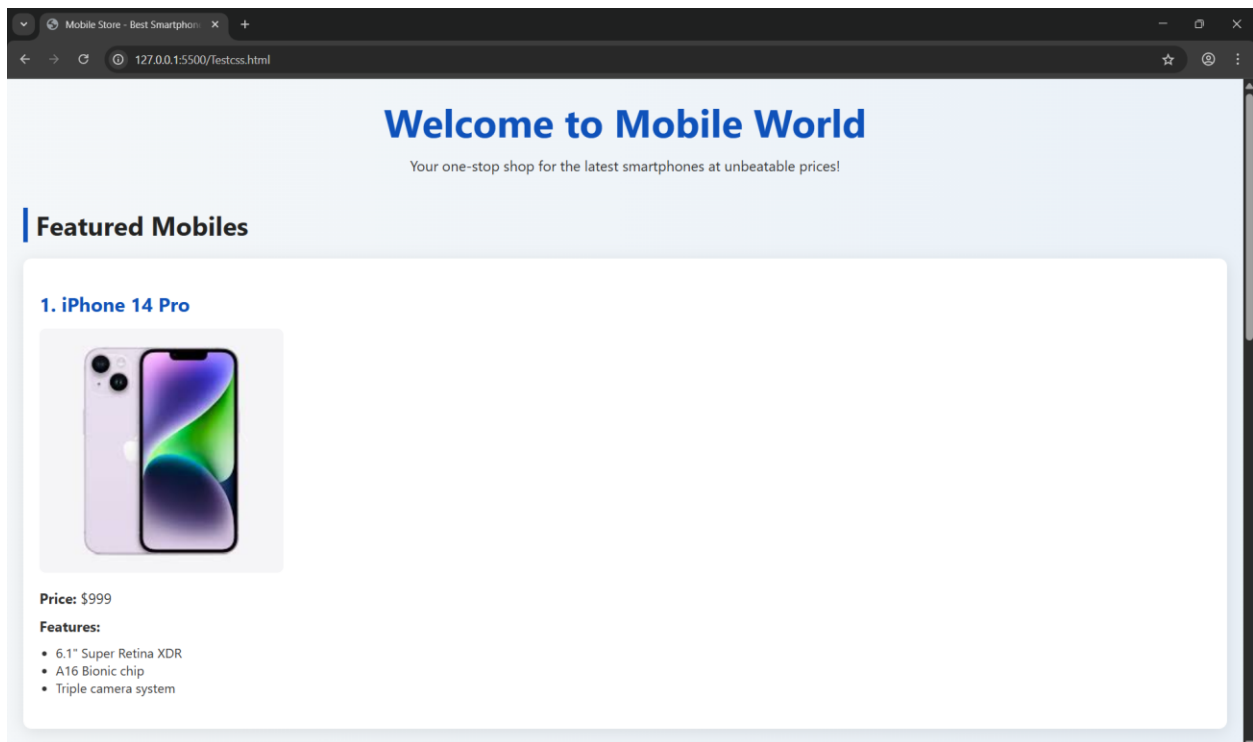 Mobile Store - Best Smartphon
127.0.0.1:5500/Testcss.html
Welcome to Mobile World
Your one-stop shop for the latest smartphones at unbeatable prices!
Featured Mobiles
1. iPhone 14 Pro
Price: $999
Features:
• 6.1" Super Retina XDR
• A16 Bionic chip
• Triple camera system